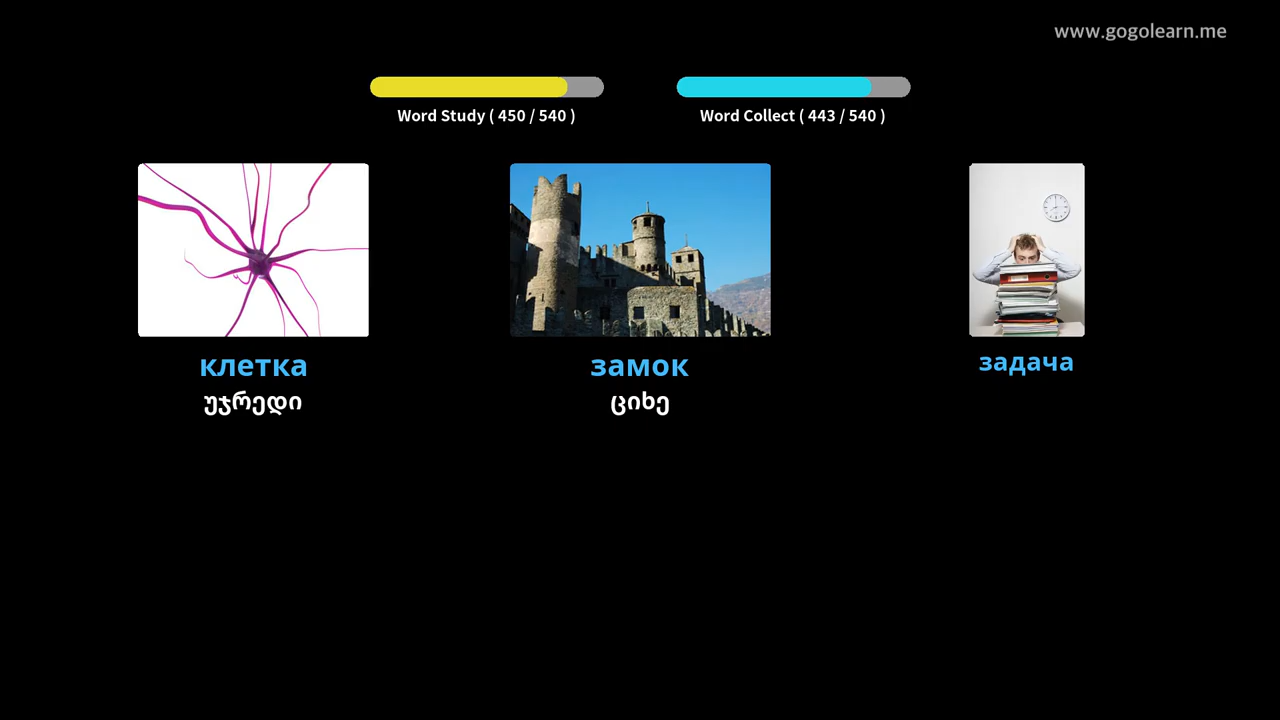 www.gogolearn.me
Word Study ( 450 / 540 )
Word Collect ( 443 / 540 )
клетка
замок
задача
უჯრედი
ციხე